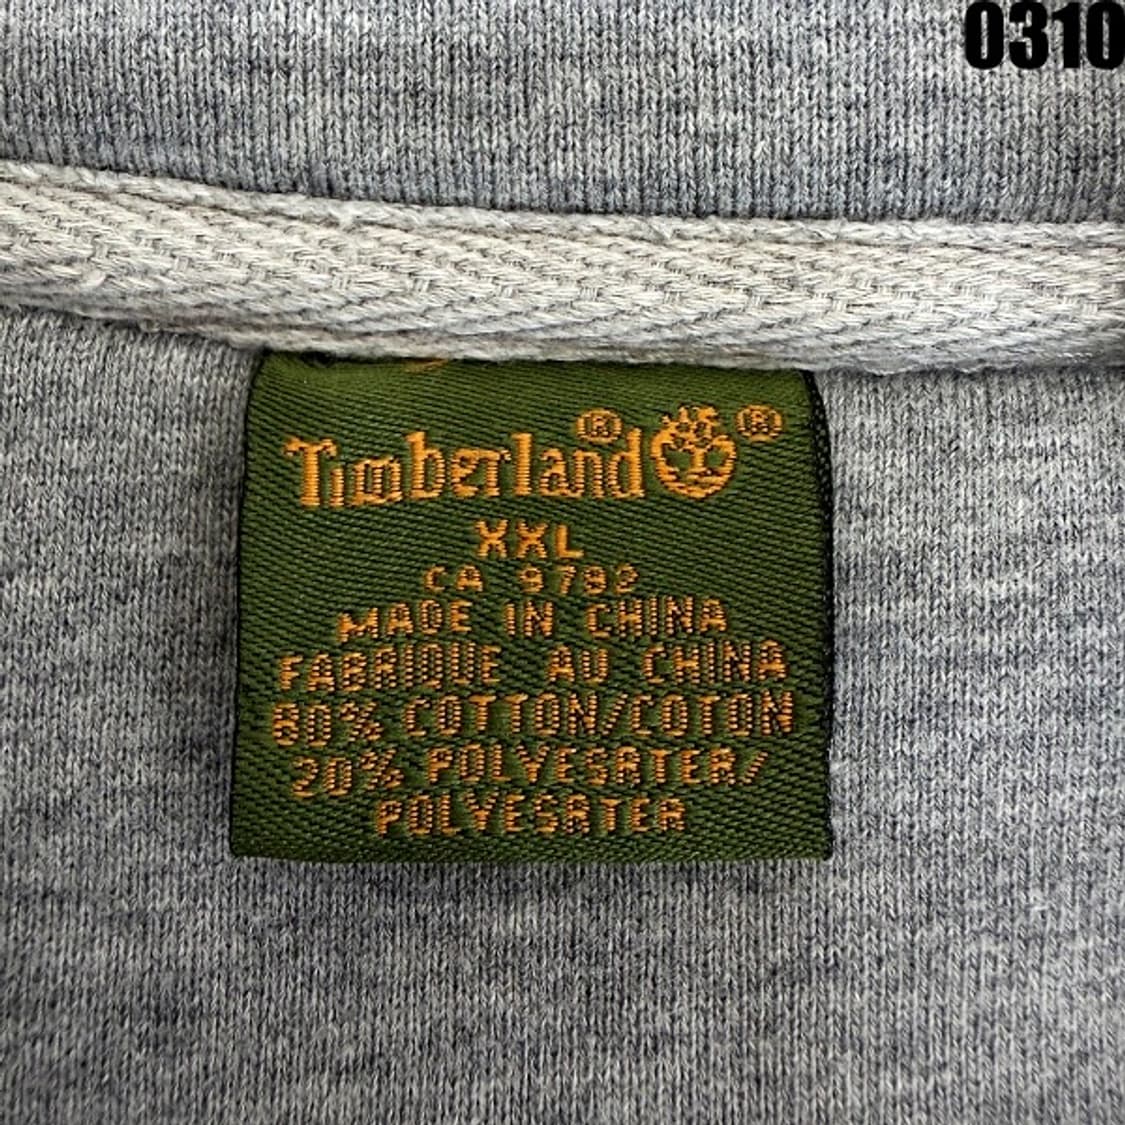 0310
Timberland®®
XXL
CA 9792
MADE IN CHINA
FABRIQUE AU CHINA
80% COTTON/COTON
20% POLYESRTER/
POLYESRTER